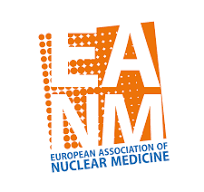 EA
NM
EUROPEAN ASSOCIATION OF
NUCLEAR MEDICINE